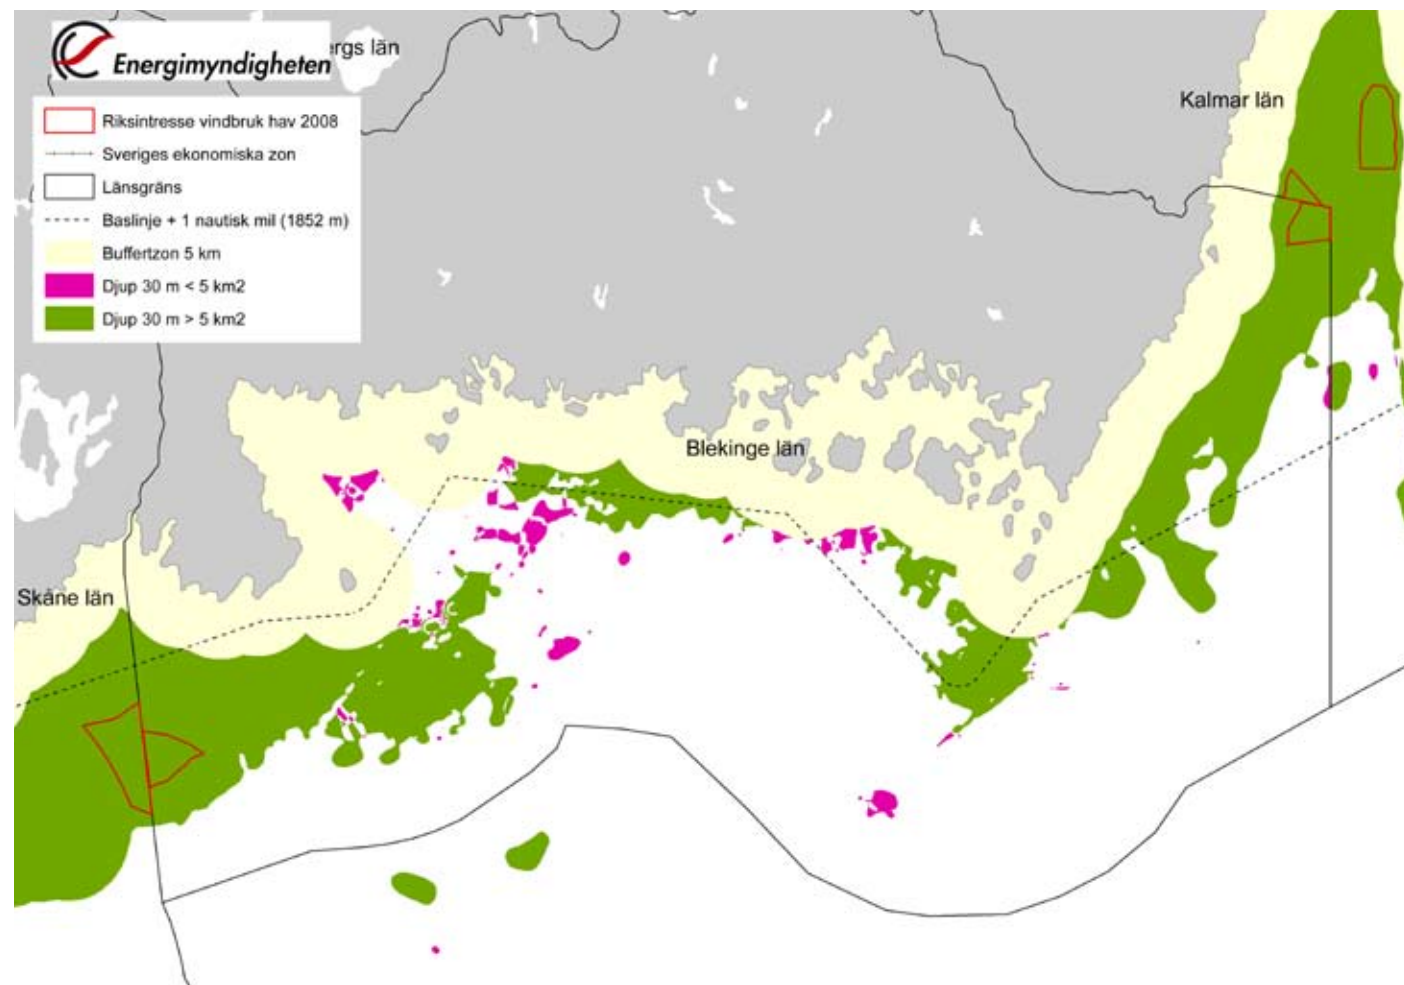 Energimyndigheten
ergs län
Riksintresse vindbruk hav 2008
Sveriges ekonomiska zon
Länsgräns
Baslinje + 1 nautisk mil (1852 m)
Buffertzon 5 km
Djup 30 m < 5 km2
Djup 30 m > 5 km2
Kalmar län
Blekinge län
Skåne län